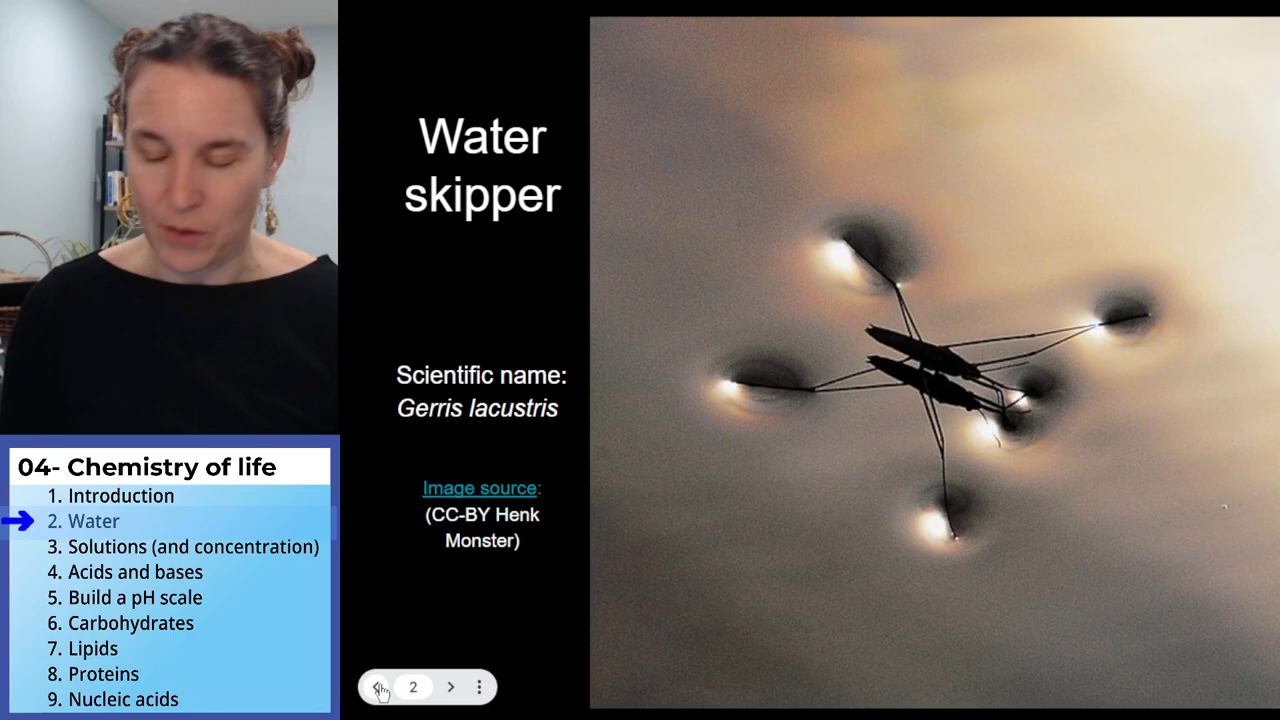 Water
skipper
Scientific name:
Gerris lacustris
Image source:
(CC-BY Henk
Monster)
04- Chemistry of life
1. Introduction
2. Water
3. Solutions (and concentration)
4. Acids and bases
5. Build a pH scale
6. Carbohydrates
7. Lipids
8. Proteins
9. Nucleic acids
2